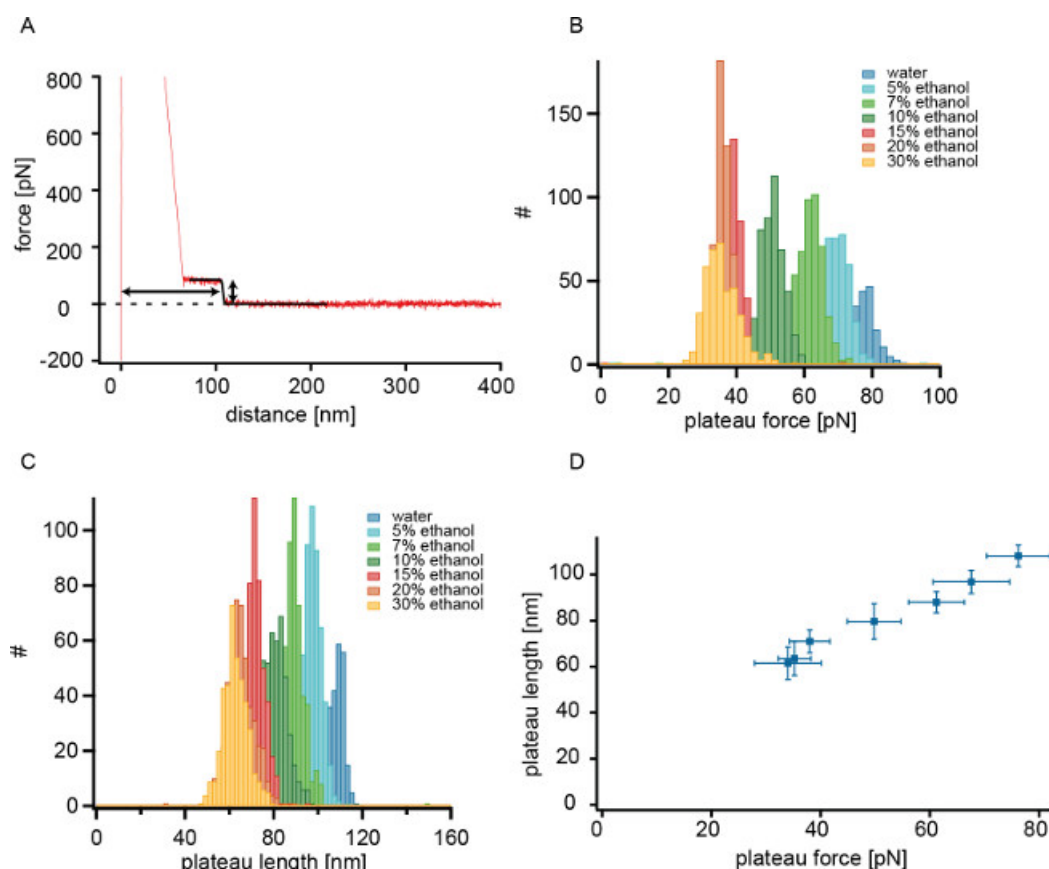 A
force [pN]
800
600
400
200
0
-200
0
100
200
300
400
distance [nm]
B
#
150
100
50
0
water
5% ethanol
7% ethanol
10% ethanol
15% ethanol
20% ethanol
30% ethanol
0
20
40
60
80
100
plateau force [pN]
C
#
100
80
60
40
20
0
water
5% ethanol
7% ethanol
10% ethanol
15% ethanol
20% ethanol
30% ethanol
0
40
80
120
160
plateau length [nm]
D
plateau length [nm]
100
80
60
40
20
0
0
20
40
60
80
plateau force [pN]